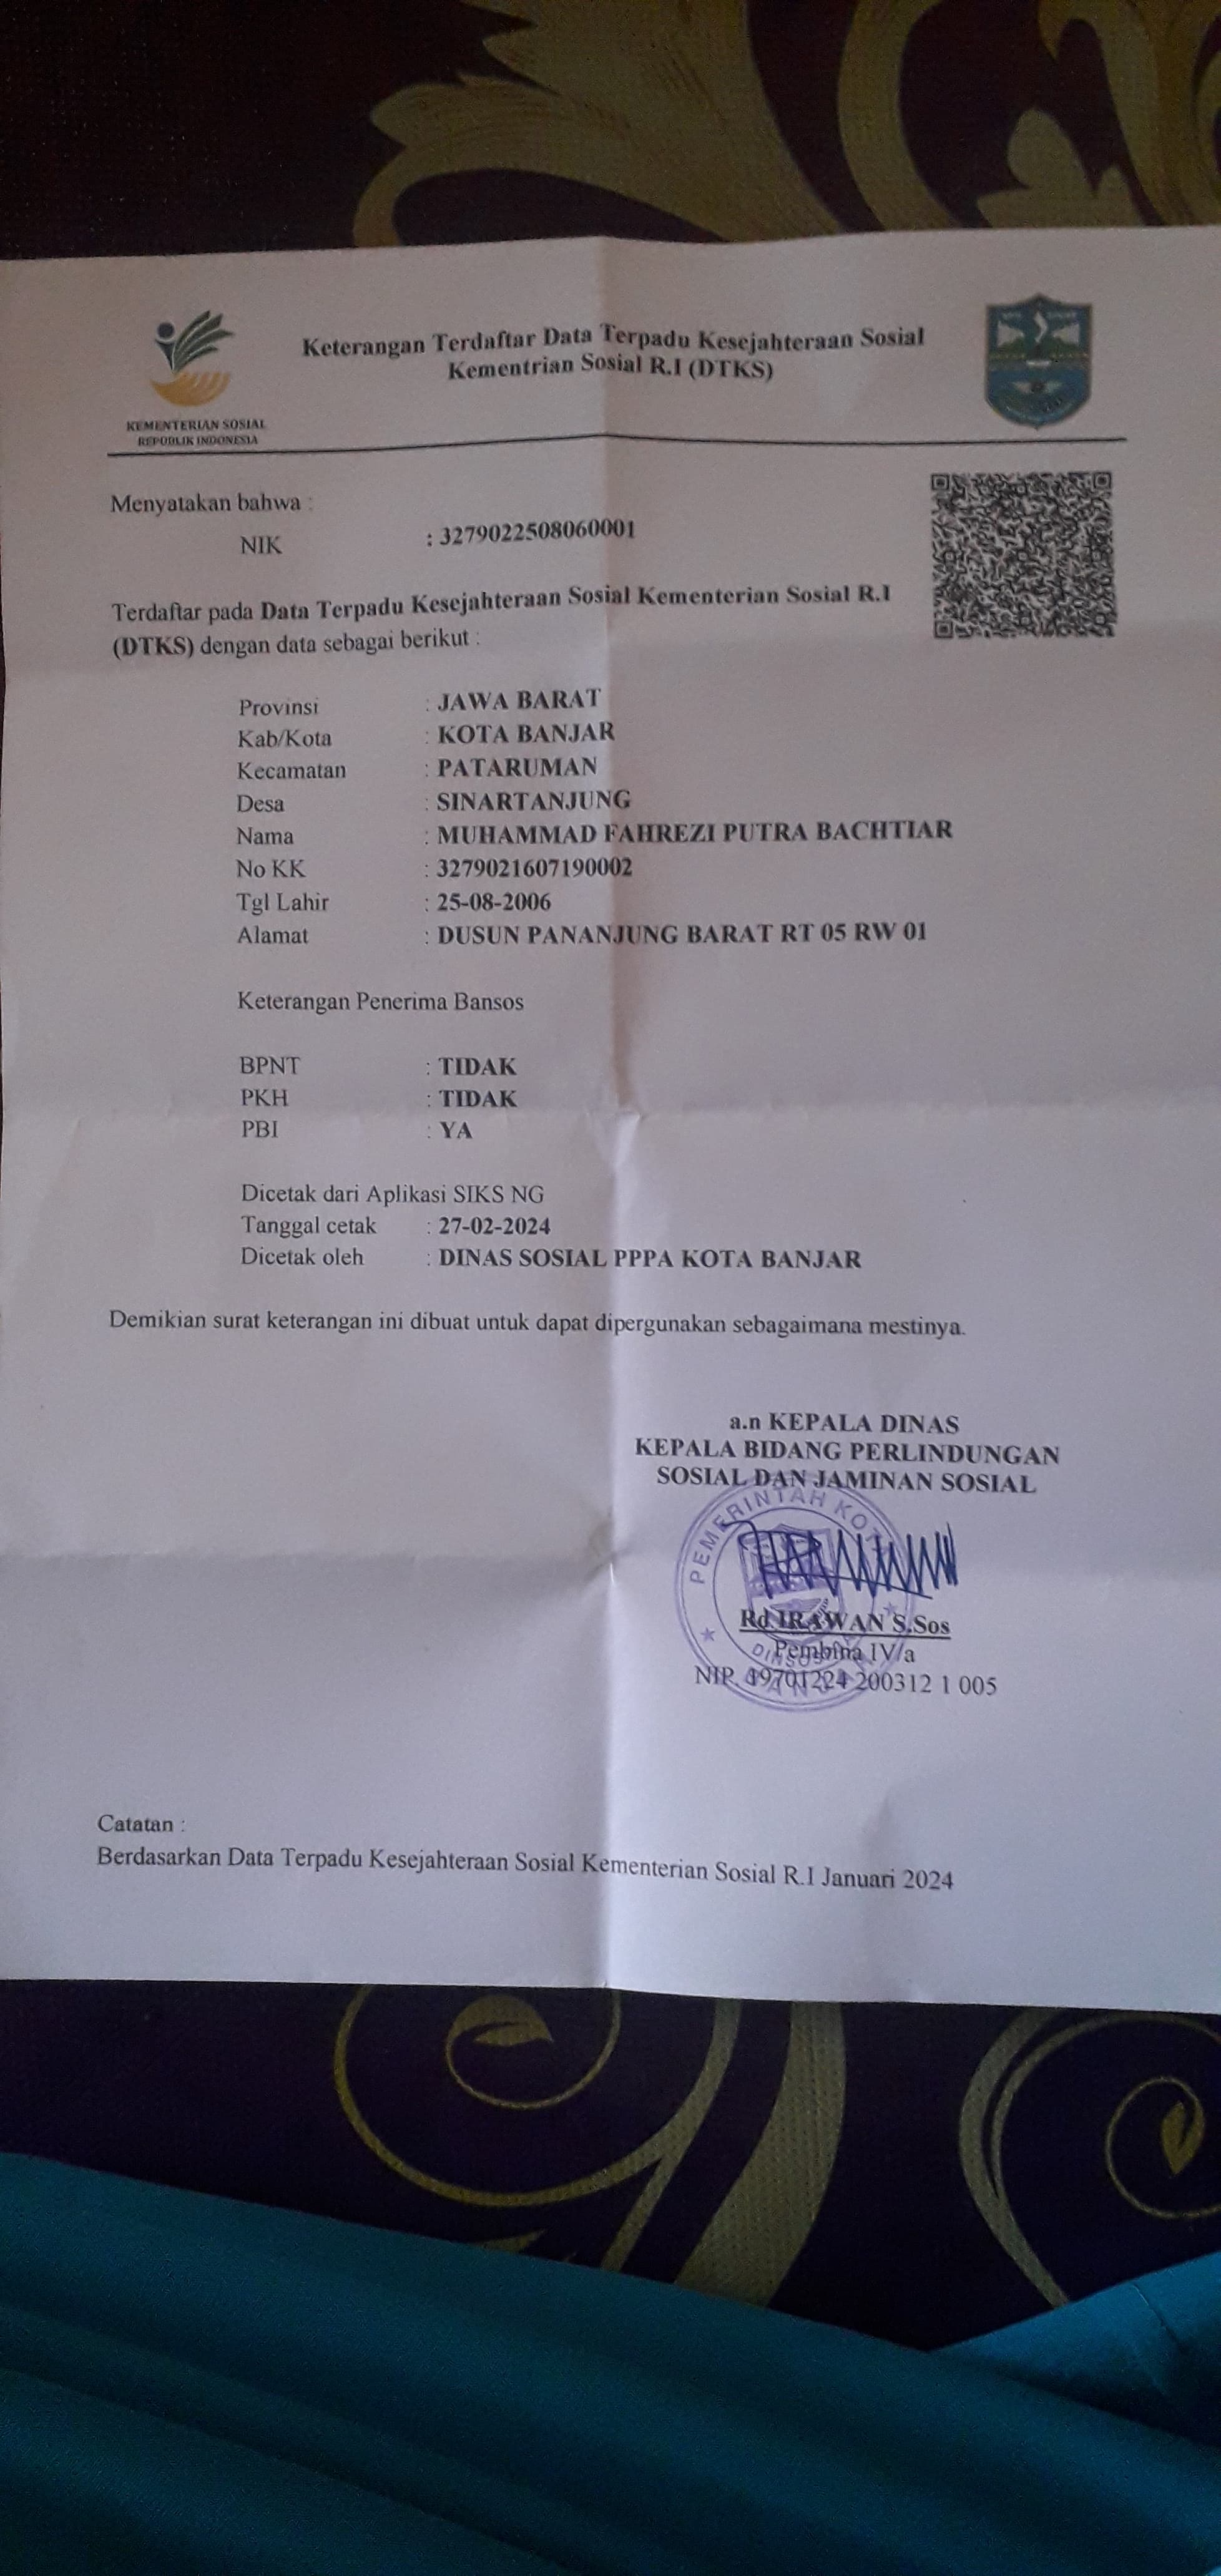 KEMENTERIAN SOSIAL
REPUBLIK INDONESIA
Keterangan Terdaftar Data Terpadu Kesejahteraan Sosial
Kementrian Sosial R.I (DTKS)
Menyatakan bahwa :
NIK : 3279022508060001
Terdaftar pada Data Terpadu Kesejahteraan Sosial Kementerian Sosial R.I
(DTKS) dengan data sebagai berikut :
Provinsi : JAWA BARAT
Kab/Kota : KOTA BANJAR
Kecamatan : PATARUMAN
Desa : SINARTANJUNG
Nama : MUHAMMAD FAHREZI PUTRA BACHTIAR
No KK : 3279021607190002
Tgl Lahir : 25-08-2006
Alamat : DUSUN PANANJUNG BARAT RT 05 RW 01
Keterangan Penerima Bansos
BPNT : TIDAK
PKH : TIDAK
PBI : YA
Dicetak dari Aplikasi SIKS NG
Tanggal cetak : 27-02-2024
Dicetak oleh : DINAS SOSIAL PPPA KOTA BANJAR
Demikian surat keterangan ini dibuat untuk dapat dipergunakan sebagaimana mestinya.
a.n KEPALA DINAS
KEPALA BIDANG PERLINDUNGAN
SOSIAL DAN JAMINAN SOSIAL
PEMERINTAH KOTA
Rd.IRAWAN S.Sos
Pembina IV/a
NIP. 19701224 200312 1 005
Catatan :
Berdasarkan Data Terpadu Kesejahteraan Sosial Kementerian Sosial R.I Januari 2024